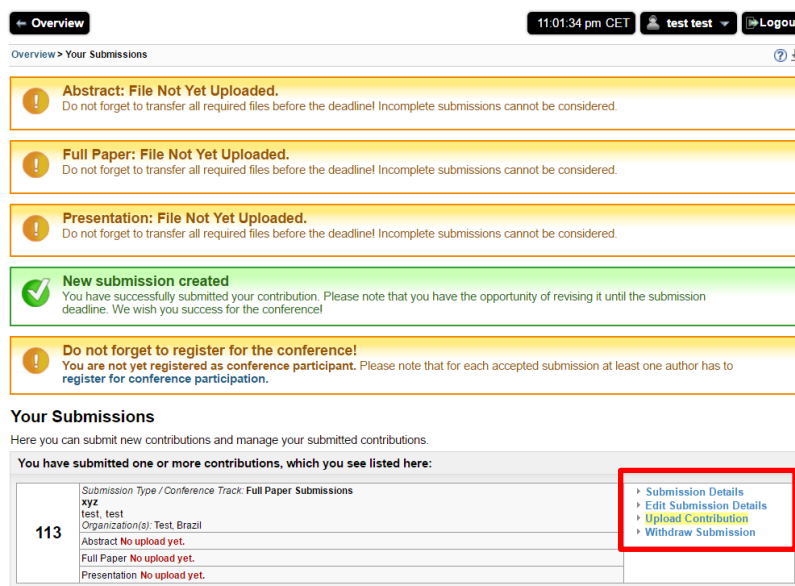 Overview
11:01:34 pm CET
test test
Logou
Overview > Your Submissions
Abstract: File Not Yet Uploaded.
Do not forget to transfer all required files before the deadline! Incomplete submissions cannot be considered.
Full Paper: File Not Yet Uploaded.
Do not forget to transfer all required files before the deadline! Incomplete submissions cannot be considered.
Presentation: File Not Yet Uploaded.
Do not forget to transfer all required files before the deadline! Incomplete submissions cannot be considered.
New submission created
You have successfully submitted your contribution. Please note that you have the opportunity of revising it until the submission
deadline. We wish you success for the conference!
Do not forget to register for the conference!
You are not yet registered as conference participant. Please note that for each accepted submission at least one author has to
register for conference participation.
Your Submissions
Here you can submit new contributions and manage your submitted contributions.
You have submitted one or more contributions, which you see listed here:
113
Submission Type / Conference Track: Full Paper Submissions
xyz
test, test
Organization(s): Test, Brazil
Abstract No upload yet.
Full Paper No upload yet.
Presentation No upload yet.
Submission Details
Edit Submission Details
Upload Contribution
Withdraw Submission